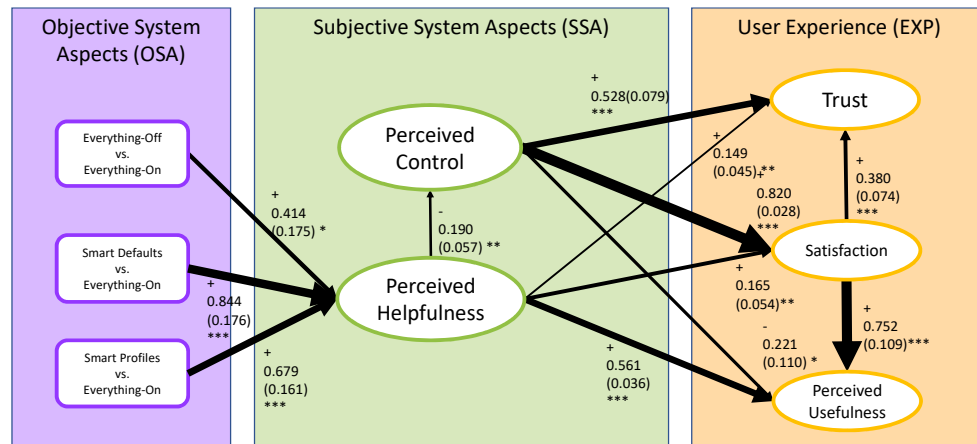 Objective System
Aspects (OSA)
Subjective System Aspects (SSA)
User Experience (EXP)
Everything-Off
vs.
Everything-On
Smart Defaults
vs.
Everything-On
Smart Profiles
vs.
Everything-On
+
0.414
(0.175) *
+
0.844
(0.176)
***
+
0.679
(0.161)
***
Perceived
Control
-
0.190
(0.057) **
Perceived
Helpfulness
+
0.528(0.079)
***
+
0.149
(0.045) **
+
0.820
(0.028)
***
+
0.165
(0.054)**
-
0.221
(0.110) *
+
0.561
(0.036)
***
Trust
+
0.380
(0.074)
***
Satisfaction
+
0.752
(0.109)***
Perceived
Usefulness